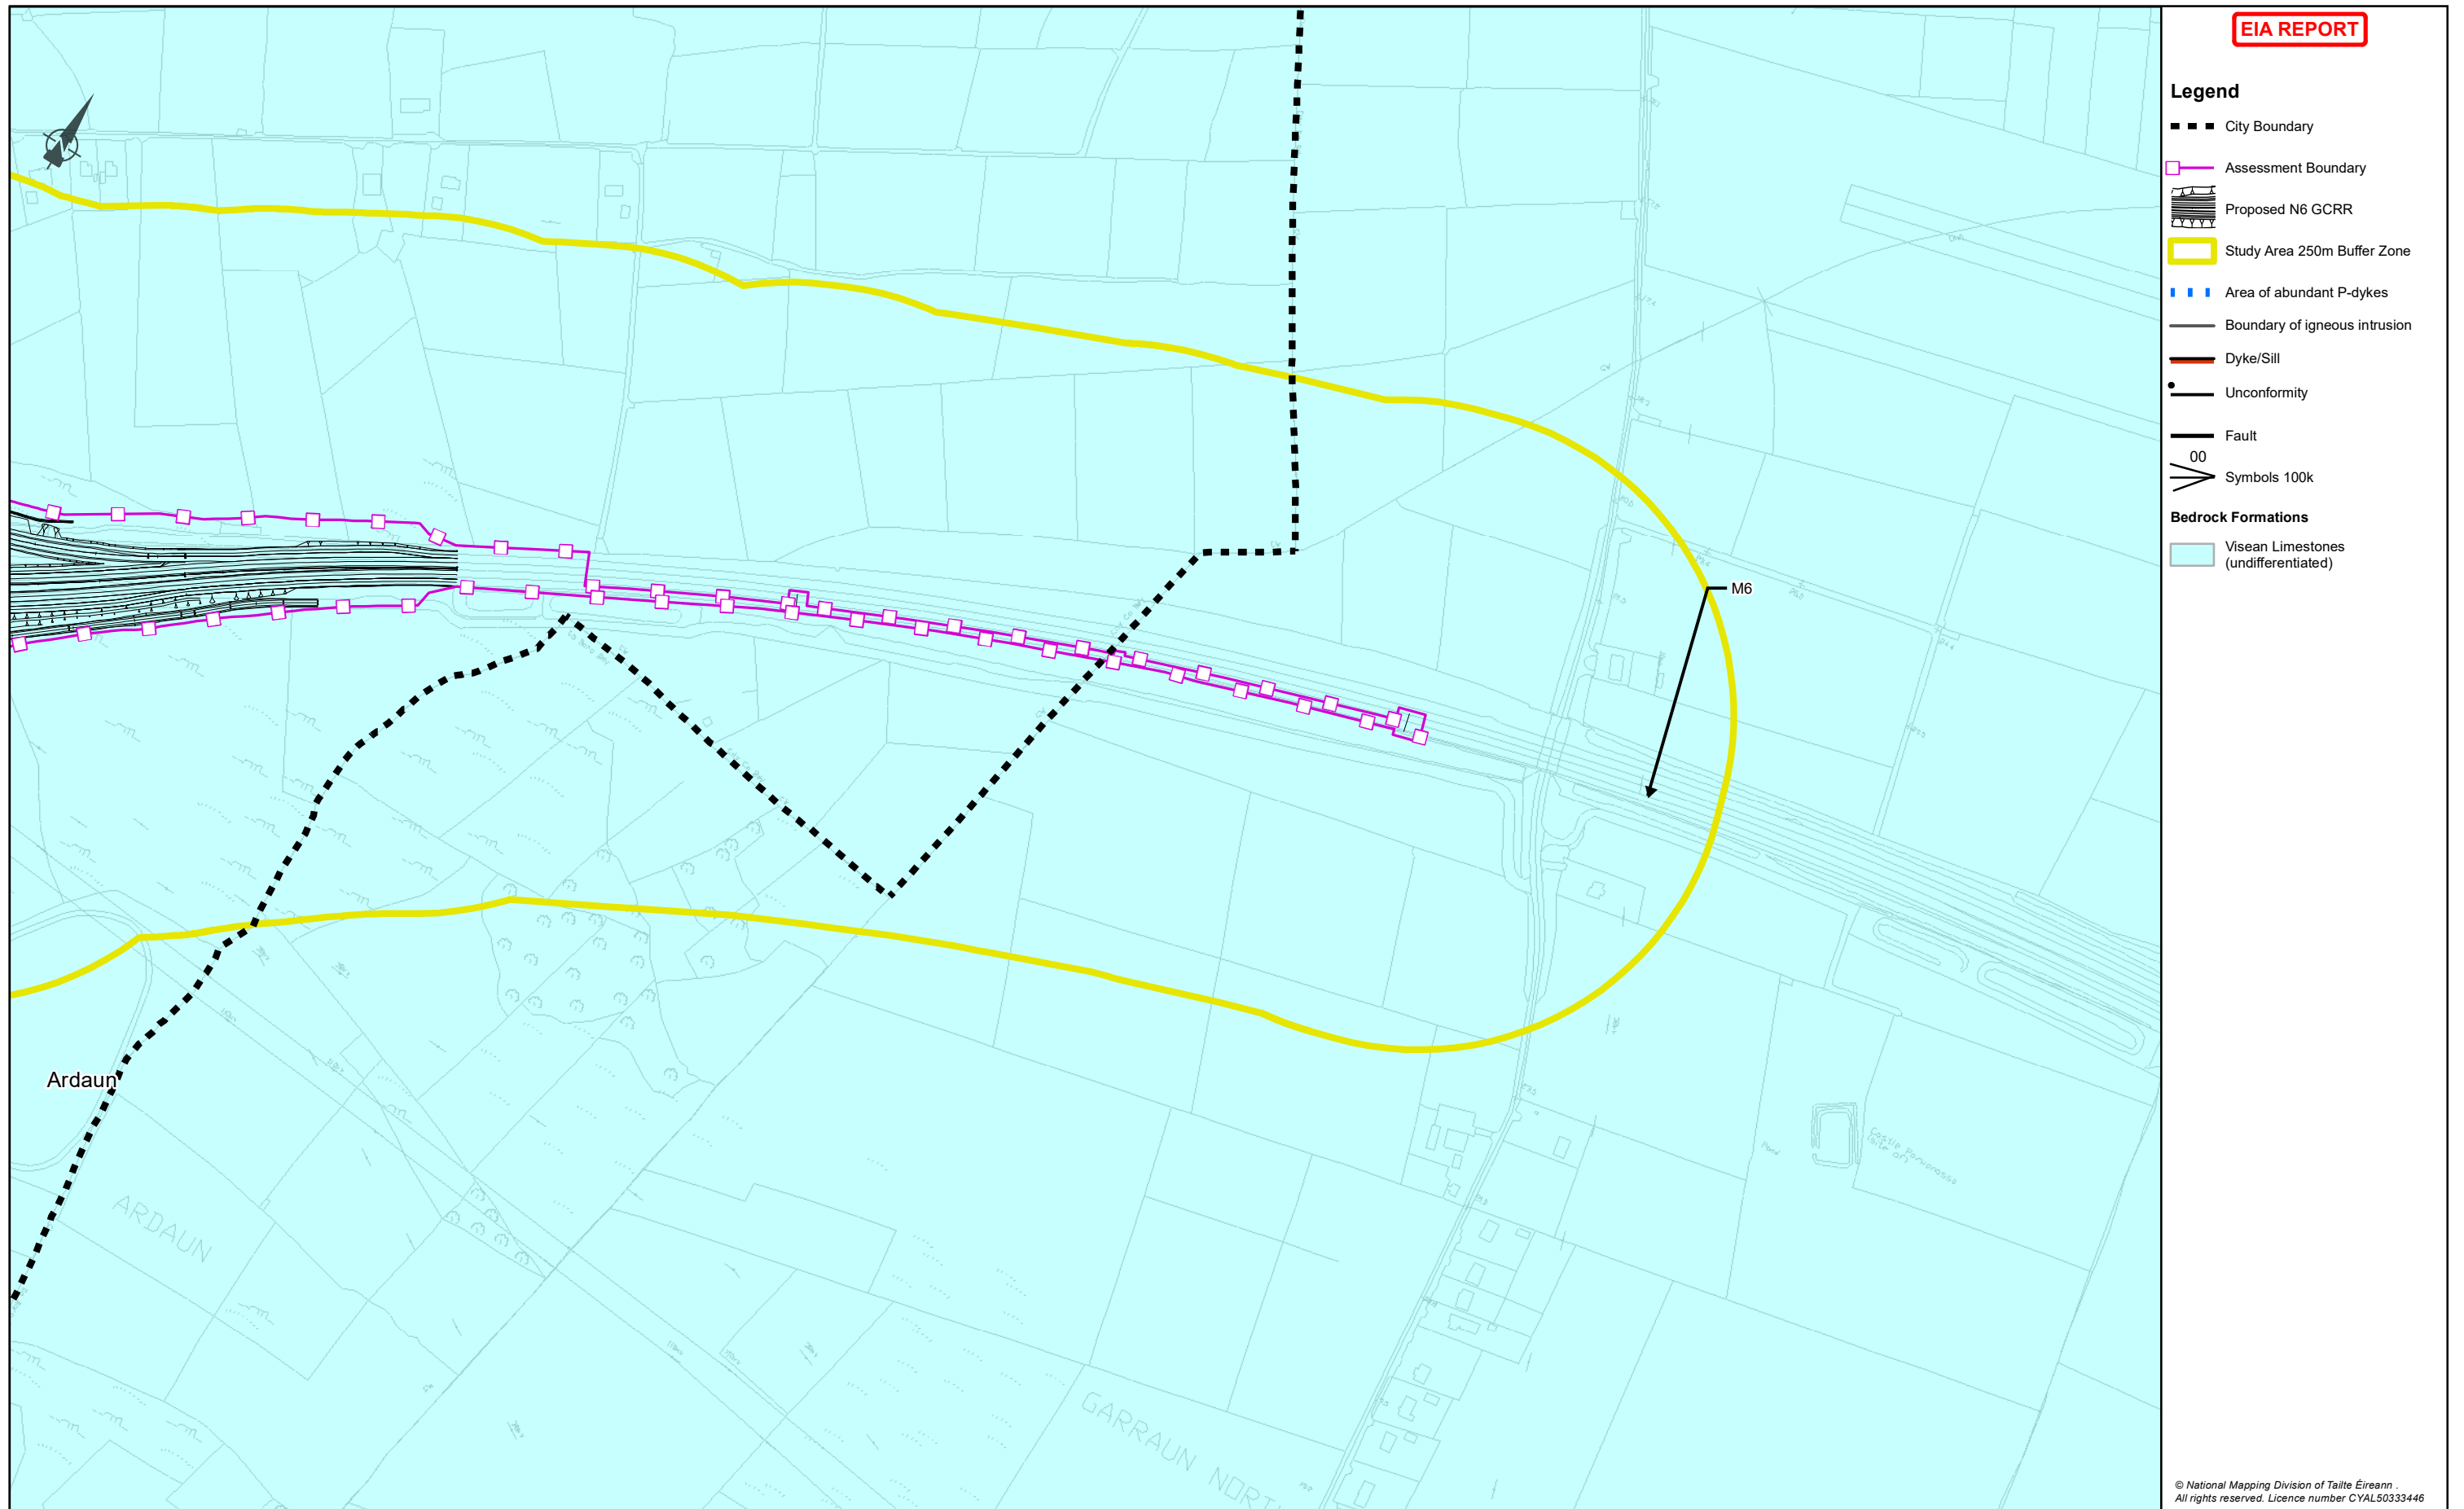 EIA REPORT
Legend
City Boundary
Assessment Boundary
Proposed N6 GCRR
Study Area 250m Buffer Zone
Area of abundant P-dykes
Boundary of igneous intrusion
Dyke/Sill
Unconformity
Fault
00
Symbols 100k
Bedrock Formations
Visean Limestones
(undifferentiated)
M6
Ardaun
ARDAUN
GARRAUN NORT
Pond
© National Mapping Division of Tailte Éireann .
All rights reserved. Licence number CYAL50333446